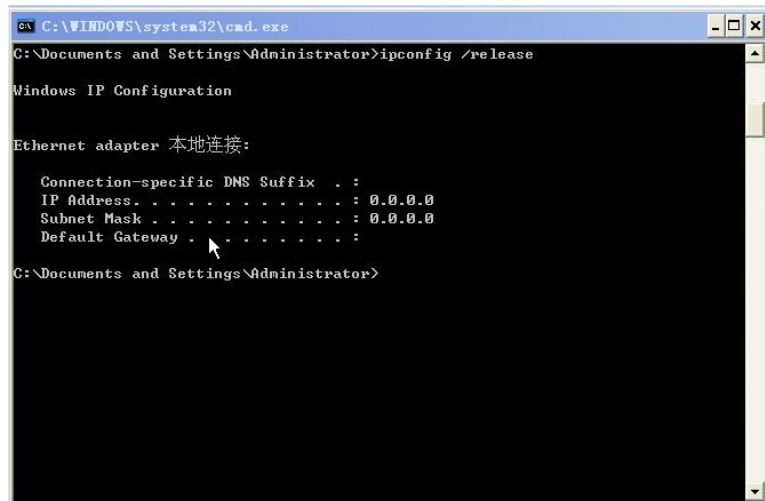 C:\WINDOWS\system32\cmd.exe
C:\Documents and Settings\Administrator>ipconfig /release
Windows IP Configuration
Ethernet adapter 本地连接:
Connection-specific DNS Suffix . :
IP Address. . . . . . . . . . . . : 0.0.0.0
Subnet Mask . . . . . . . . . . . : 0.0.0.0
Default Gateway . . . . . . . . . :
C:\Documents and Settings\Administrator>